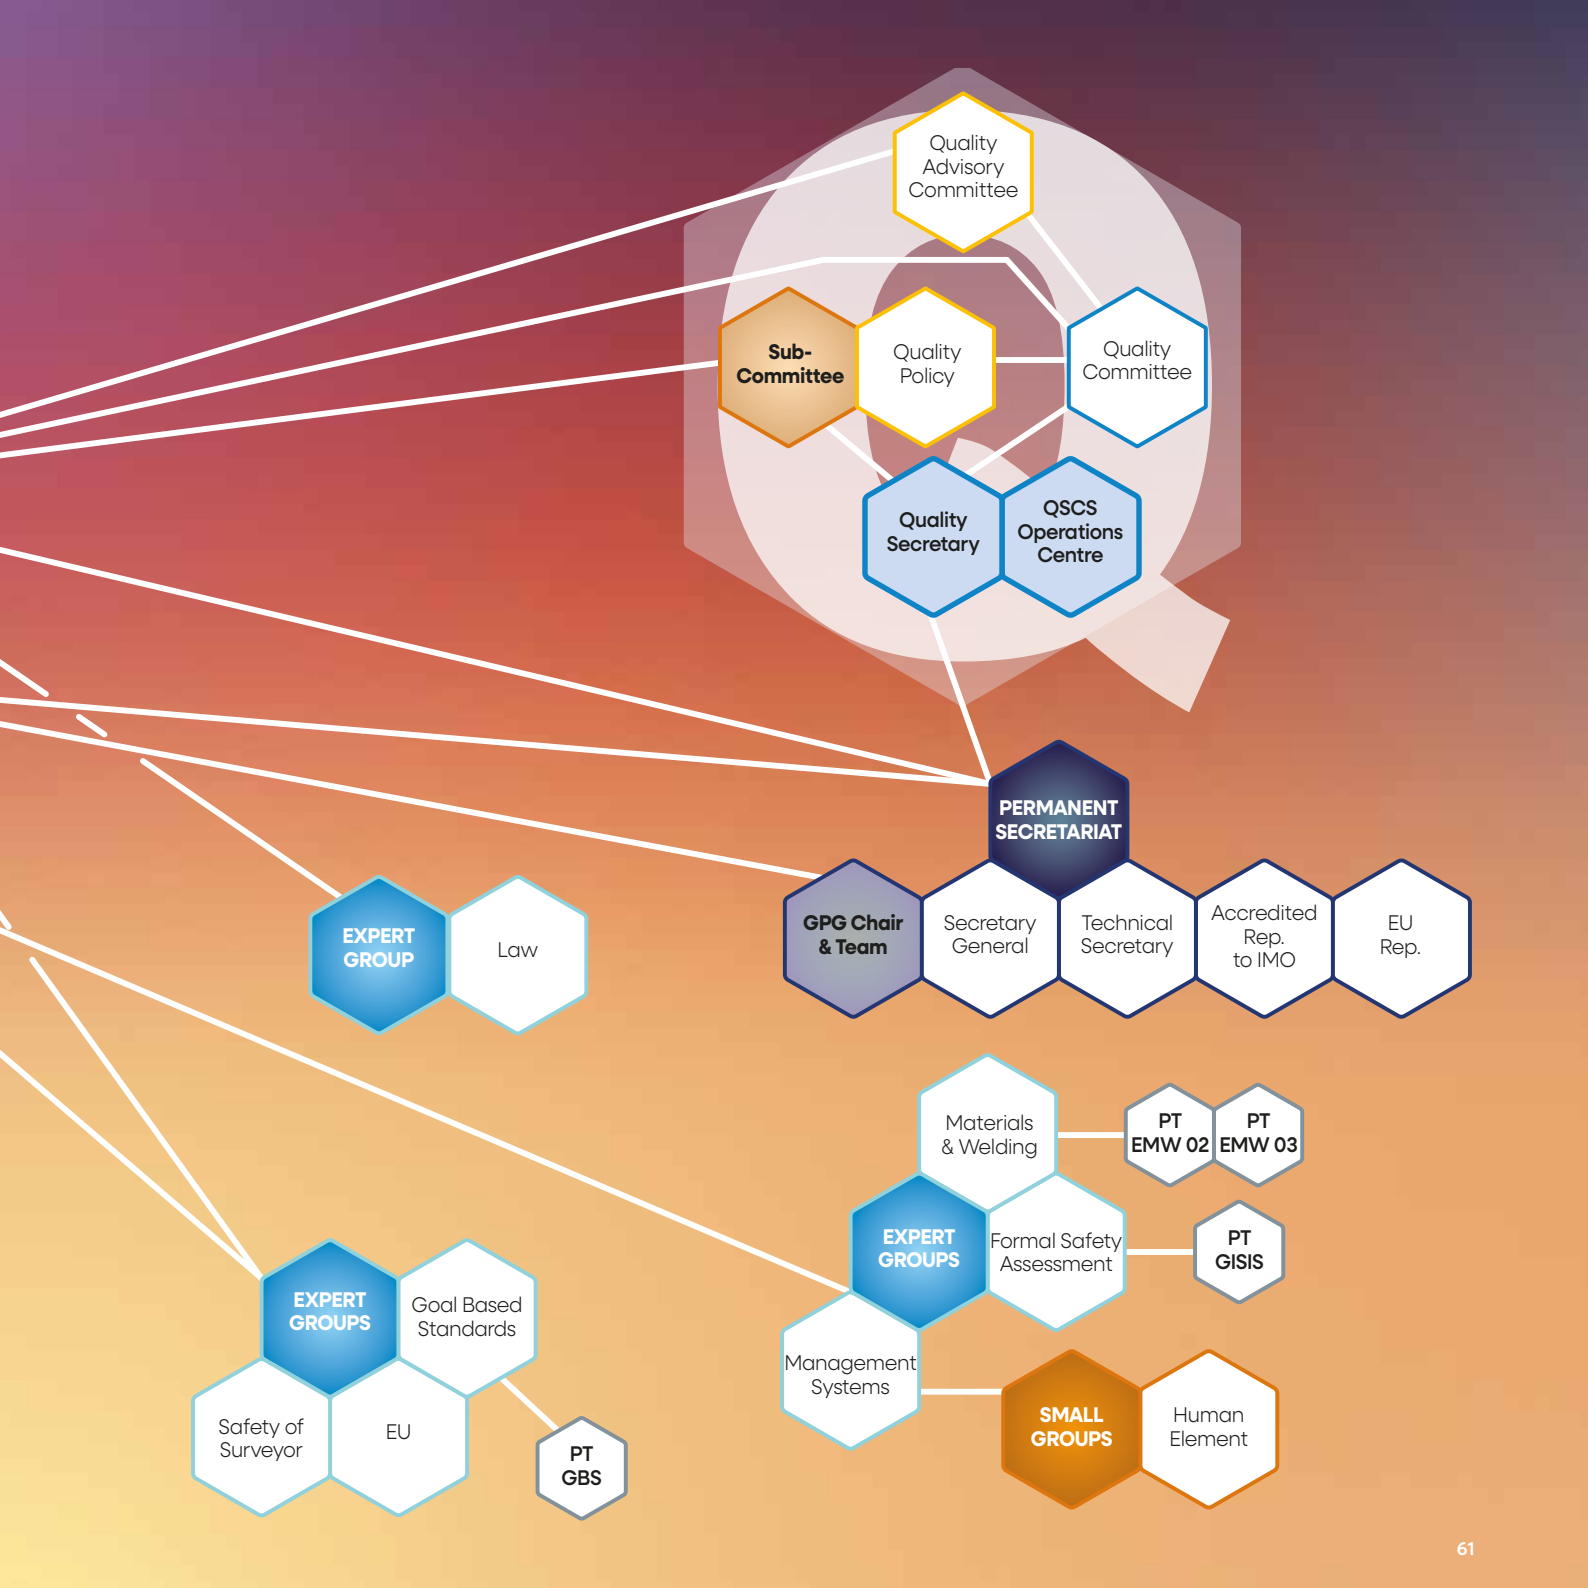 Quality
Advisory
Committee
Sub-
Committee
Quality
Policy
Quality
Committee
Quality
Secretary
QSCS
Operations
Centre
PERMANENT
SECRETARIAT
GPG Chair
& Team
Secretary
General
Technical
Secretary
Accredited
Rep.
to IMO
EU
Rep.
EXPERT
GROUP
Law
Materials
& Welding
PT
EMW 02
PT
EMW 03
EXPERT
GROUPS
Formal Safety
Assessment
PT
GISIS
Management
Systems
SMALL
GROUPS
Human
Element
EXPERT
GROUPS
Goal Based
Standards
Safety of
Surveyor
EU
PT
GBS
61